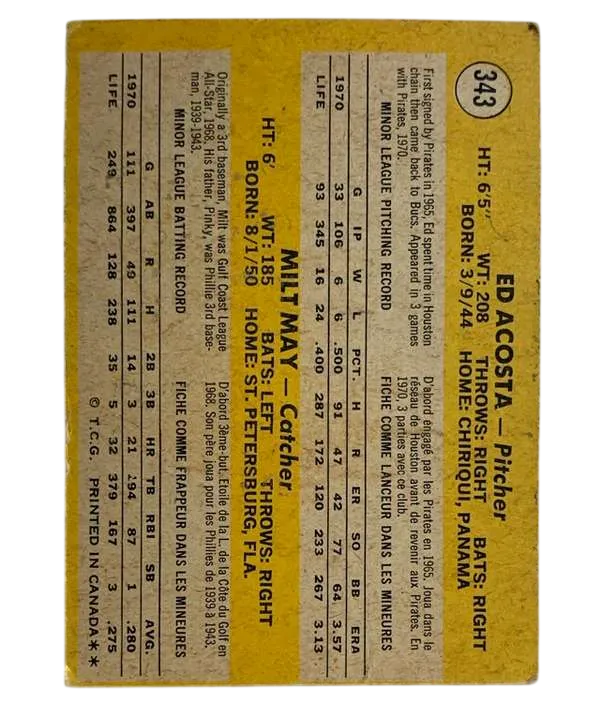 343
ED ACOSTA — Pitcher
HT: 6'5" WT: 208 THROWS: RIGHT BATS: RIGHT
BORN: 3/9/44 HOME: CHIRIQUI, PANAMA
First signed by Pirates in 1965, Ed spent time in Houston
chain then came back to Bucs. Appeared in 3 games
with Pirates, 1970.
D'abord engagé par les Pirates en 1965. Joua dans le
réseau de Houston avant de revenir aux Pirates. En
1970, 3 parties avec ce club.
MINOR LEAGUE PITCHING RECORD FICHE COMME LANCEUR DANS LES MINEURES
G IP W L PCT. H R ER SO BB ERA
1970 33 106 6 6 .500 91 47 42 77 64 3.57
LIFE 93 345 16 24 .400 287 172 120 233 267 3.13
MILT MAY — Catcher
HT: 6' WT: 185 BATS: LEFT THROWS: RIGHT
BORN: 8/1/50 HOME: ST. PETERSBURG, FLA.
Originally a 3rd baseman, Milt was Gulf Coast League
All-Star, 1968. His father, Pinky, was Phillie 3rd base-
man, 1939-1943.
D'abord 3ème-but. Etoile de la L. de la Côte du Golf en
1968. Son père joua pour les Phillies de 1939 à 1943.
MINOR LEAGUE BATTING RECORD FICHE COMME FRAPPEUR DANS LES MINEURES
G AB R H 2B 3B HR TB RBI SB AVG.
1970 111 397 49 111 14 3 21 194 87 1 .280
LIFE 249 864 128 238 35 5 32 379 167 3 .275
© T.C.G. PRINTED IN CANADA**